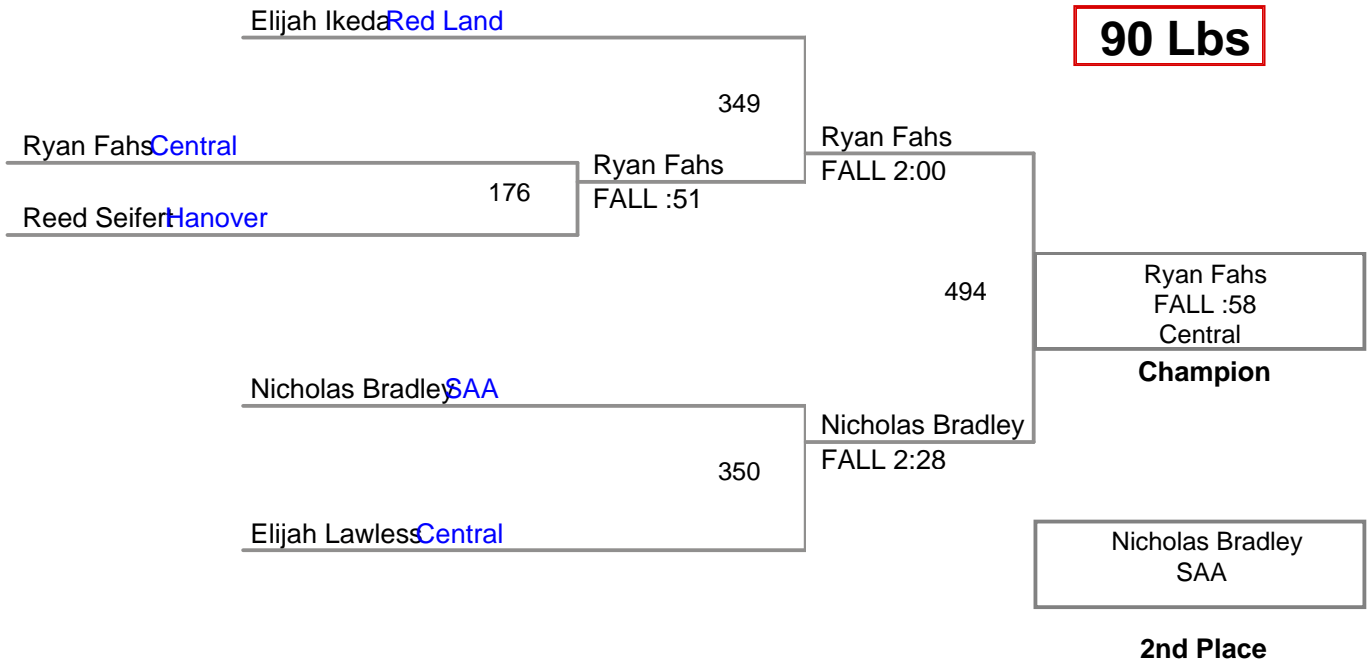 Elijah Ikeda Red Land
90 Lbs
349
Ryan Fahs Central
Ryan Fahs
FALL 2:00
Ryan Fahs
FALL :51
176
Reed Seifert Hanover
494
Ryan Fahs
FALL :58
Central
Champion
Nicholas Bradley SAA
Nicholas Bradley
FALL 2:28
350
Elijah Lawless Central
Nicholas Bradley
SAA
2nd Place